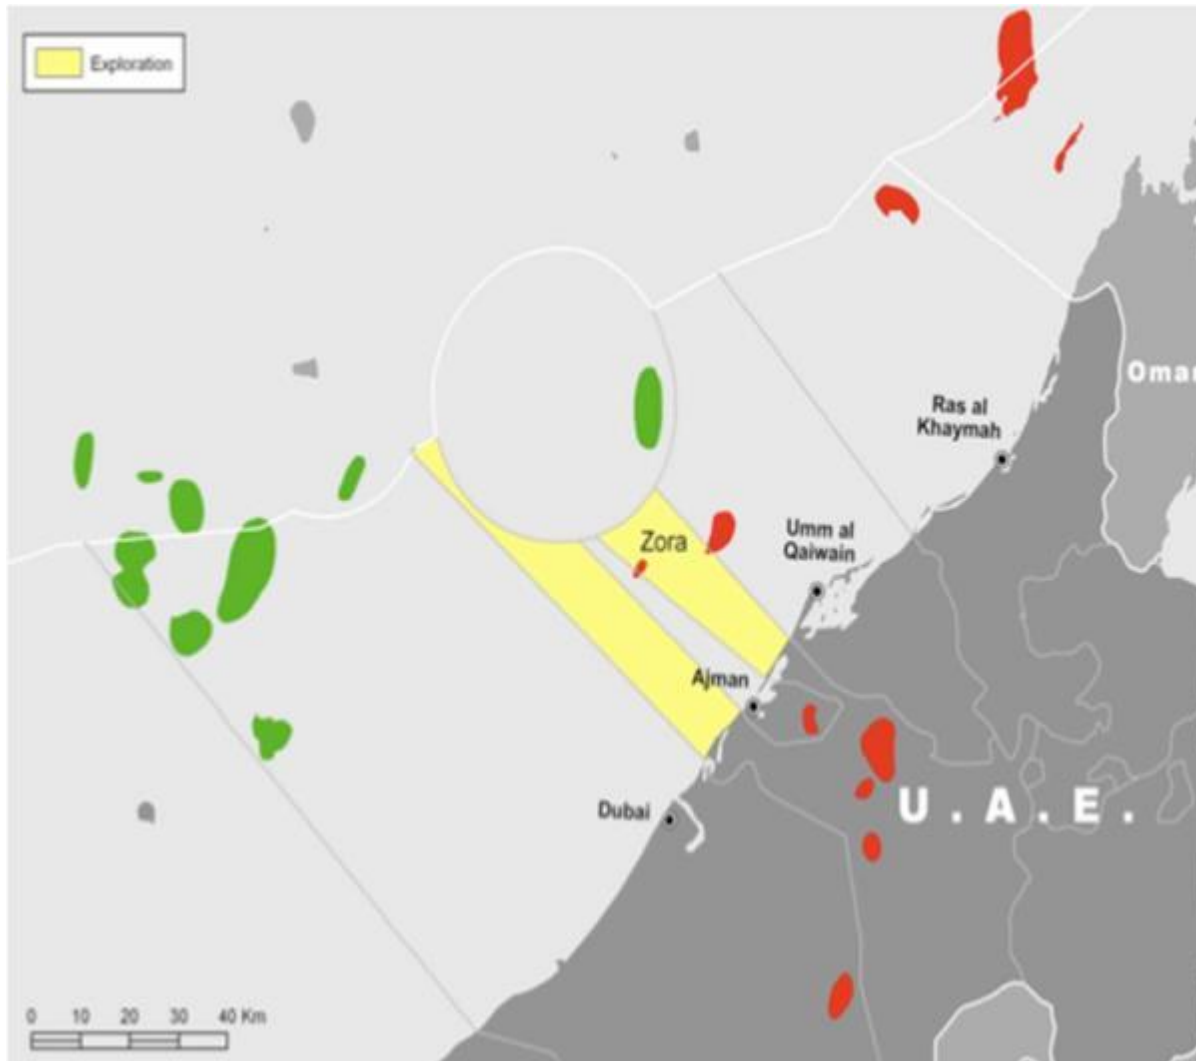 Exploration
Oman
Ras al
Khaymah
Umm al
Qaiwain
Zora
Ajman
Dubai
U. A. E.
0 10 20 30 40 Km